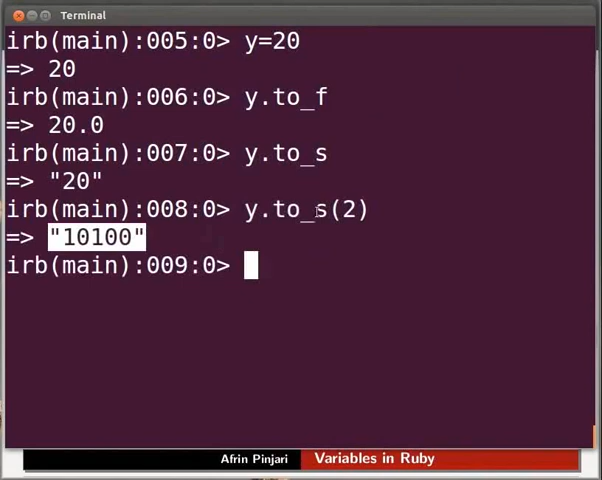 Terminal
irb(main):005:0> y=20
=> 20
irb(main):006:0> y.to_f
=> 20.0
irb(main):007:0> y.to_s
=> "20"
irb(main):008:0> y.to_s(2)
=> "10100"
irb(main):009:0>
Afrin Pinjari Variables in Ruby